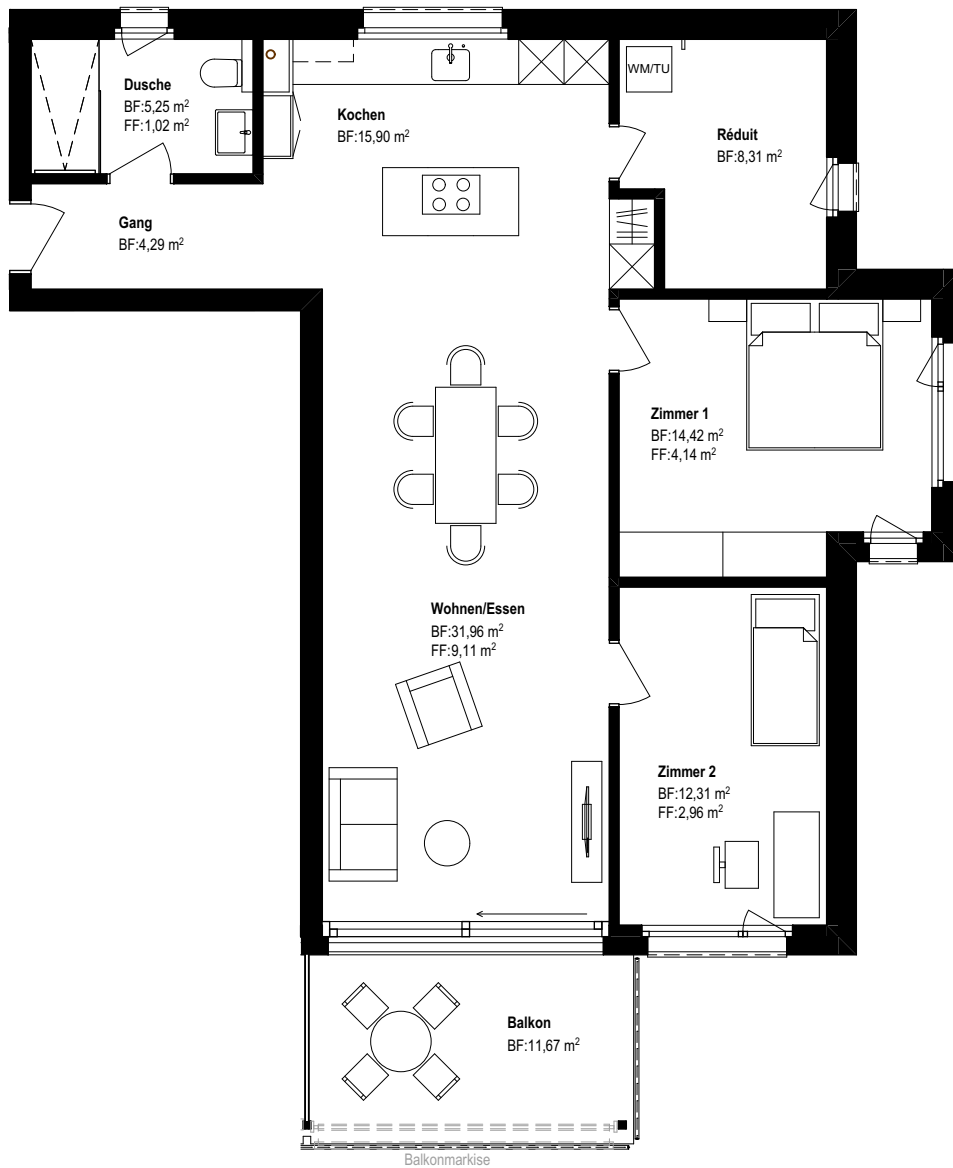 Dusche
BF:5,25 m²
FF:1,02 m²
Kochen
BF:15,90 m²
WM/TU
Réduit
BF:8,31 m²
Gang
BF:4,29 m²
Zimmer 1
BF:14,42 m²
FF:4,14 m²
Wohnen/Essen
BF:31,96 m²
FF:9,11 m²
Zimmer 2
BF:12,31 m²
FF:2,96 m²
Balkon
BF:11,67 m²
Balkonmarkise